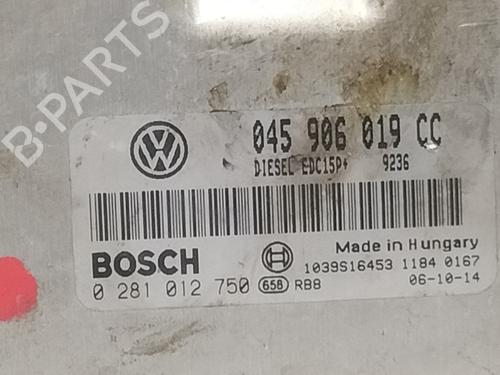 B-PARTS
045 906 019 CC
DIESEL EDC15P+ 9236
BOSCH
Made in Hungary
1039S16453 1184 0167
0 281 012 750 658 RB8
06-10-14